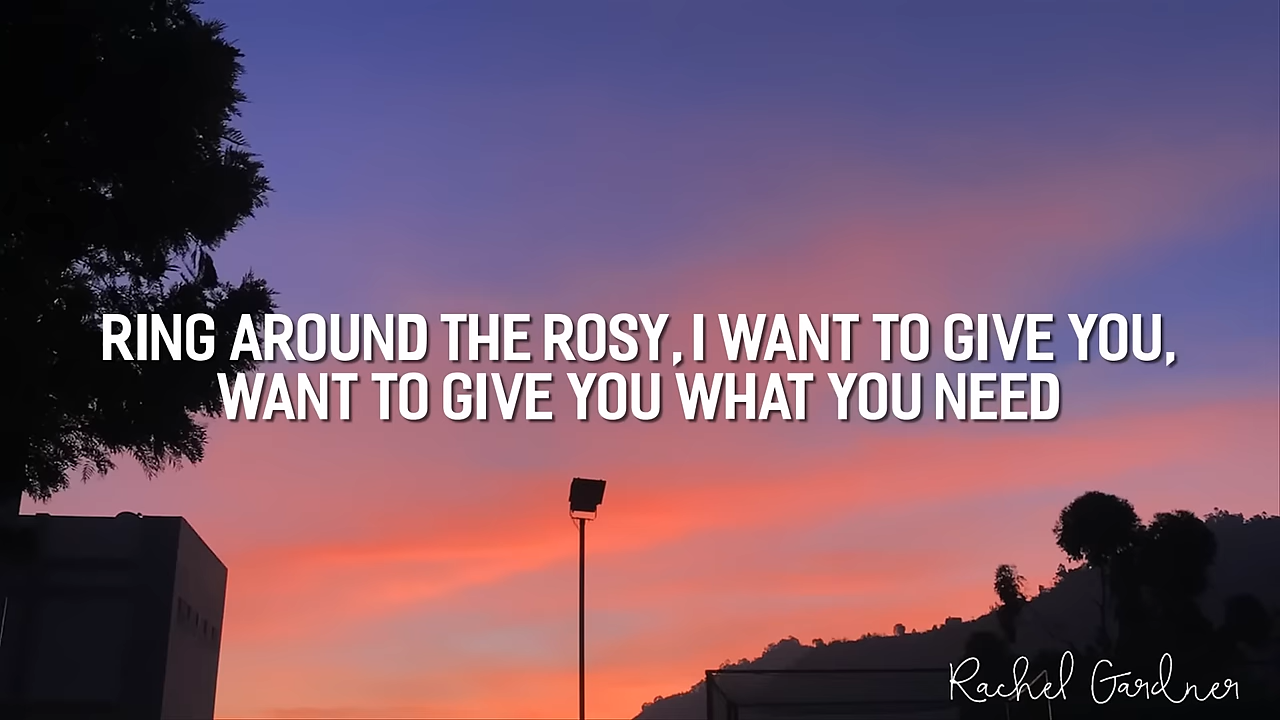 RING AROUND THE ROSY, I WANT TO GIVE YOU,
WANT TO GIVE YOU WHAT YOU NEED
Rachel Gardner